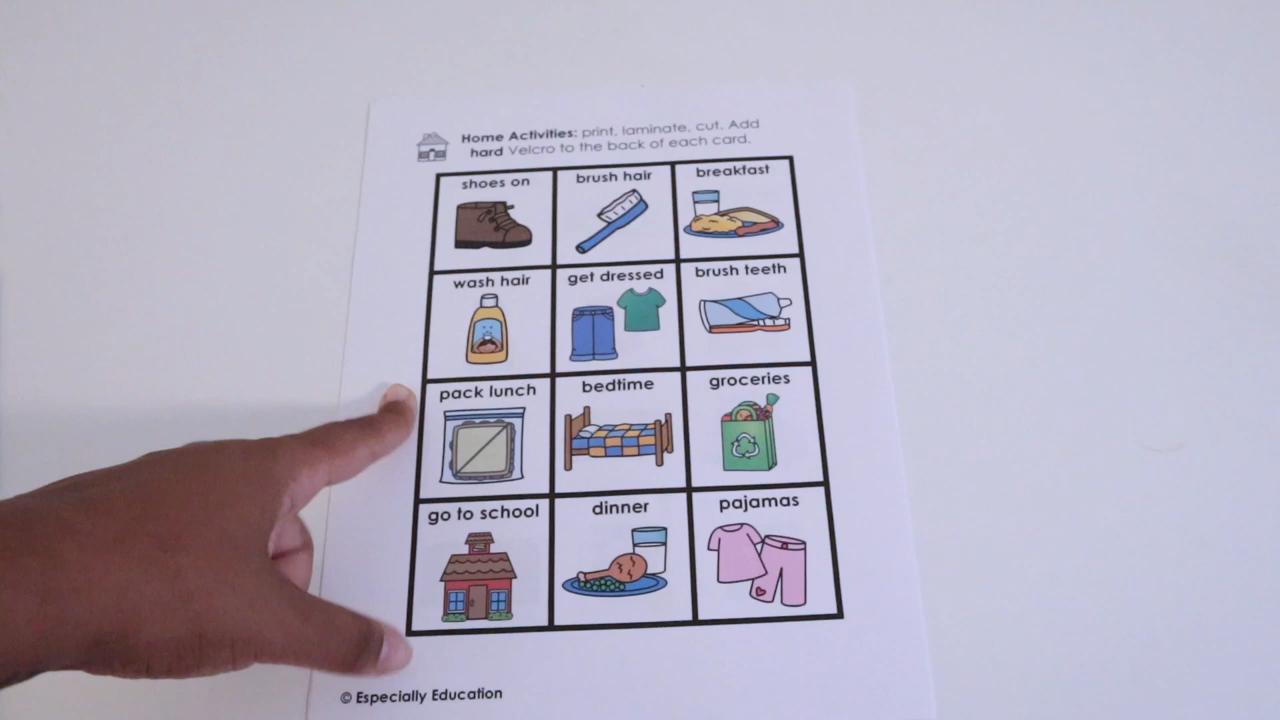 Home Activities: print, laminate, cut. Add
hard Velcro to the back of each card.
shoes on
brush hair
breakfast
wash hair
get dressed
brush teeth
pack lunch
bedtime
groceries
go to school
dinner
pajamas
© Especially Education